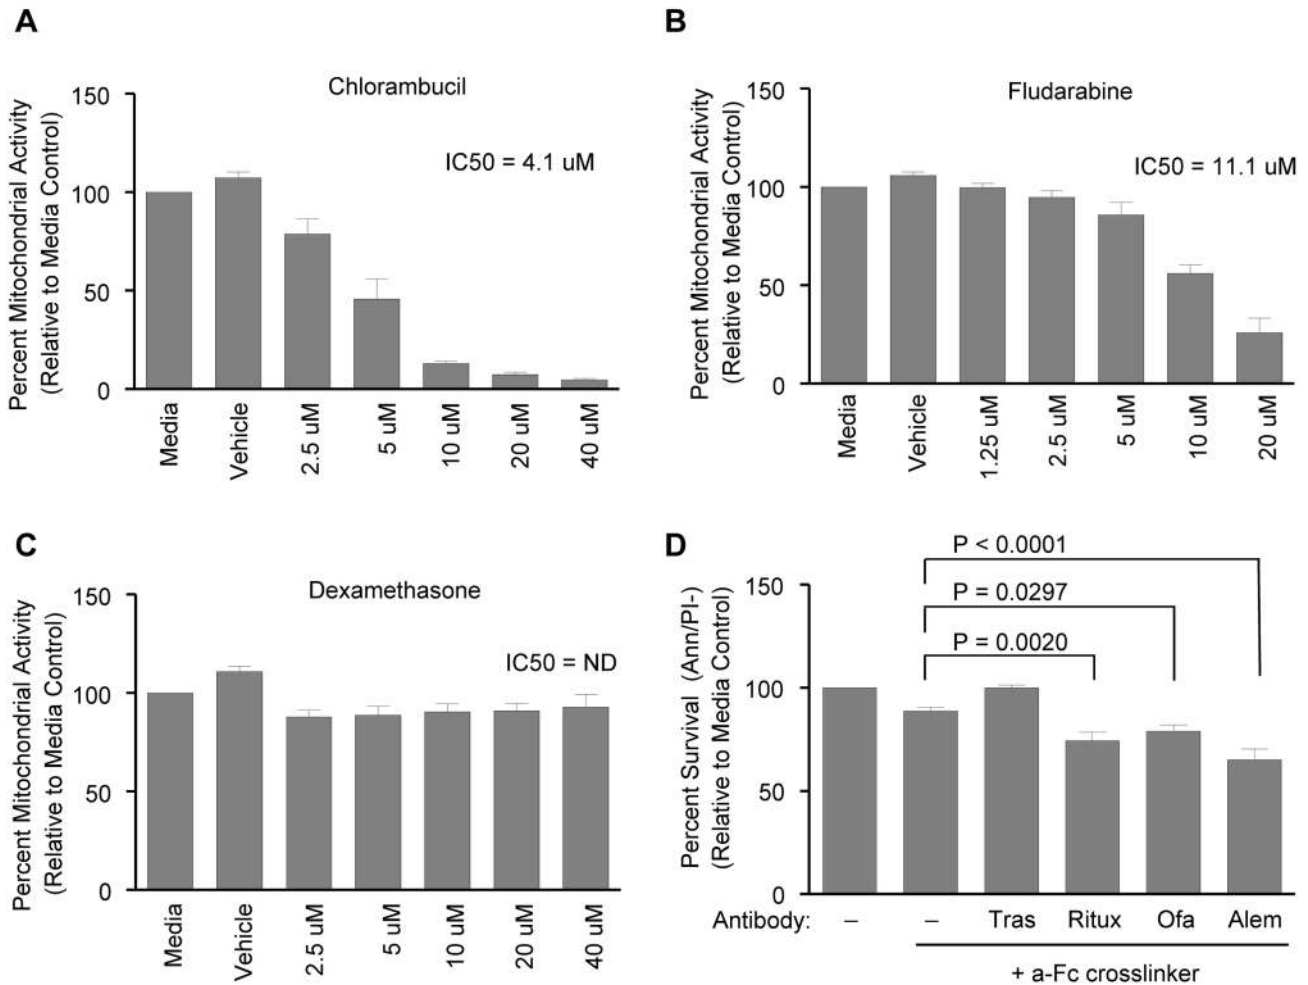 A
Chlorambucil
IC50 = 4.1 uM
Percent Mitochondrial Activity
(Relative to Media Control)
150
100
50
0
Media
Vehicle
2.5 uM
5 uM
10 uM
20 uM
40 uM
B
Fludarabine
IC50 = 11.1 uM
Percent Mitochondrial Activity
(Relative to Media Control)
150
100
50
0
Media
Vehicle
1.25 uM
2.5 uM
5 uM
10 uM
20 uM
C
Dexamethasone
IC50 = ND
Percent Mitochondrial Activity
(Relative to Media Control)
150
100
50
0
Media
Vehicle
2.5 uM
5 uM
10 uM
20 uM
40 uM
D
P < 0.0001
P = 0.0297
P = 0.0020
Percent Survival (Ann/PI-)
(Relative to Media Control)
150
100
50
0
Antibody: – – Tras Ritux Ofa Alem
+ a-Fc crosslinker